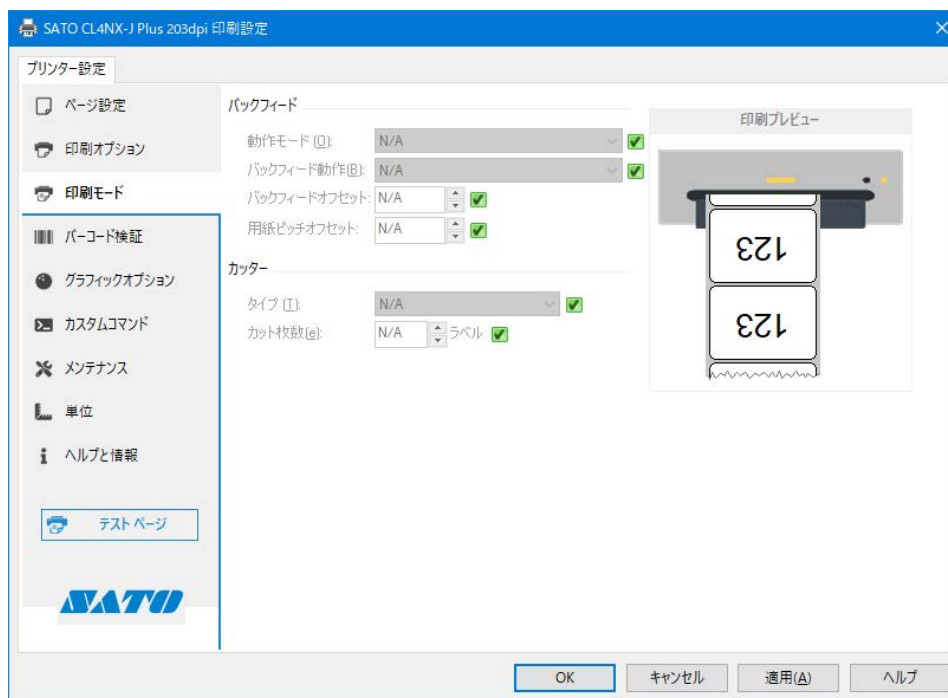 SATO CL4NX-J Plus 203dpi 印刷設定
プリンター設定
ページ設定
印刷オプション
印刷モード
バーコード検証
グラフィックオプション
カスタムコマンド
メンテナンス
単位
ヘルプと情報
テストページ
SATO
バックフィード
動作モード (O): N/A
バックフィード動作(B): N/A
バックフィードオフセット: N/A
用紙ピッチオフセット: N/A
カッター
タイプ (T): N/A
カット枚数(e): N/A ラベル
印刷プレビュー
123
123
OK キャンセル 適用(A) ヘルプ